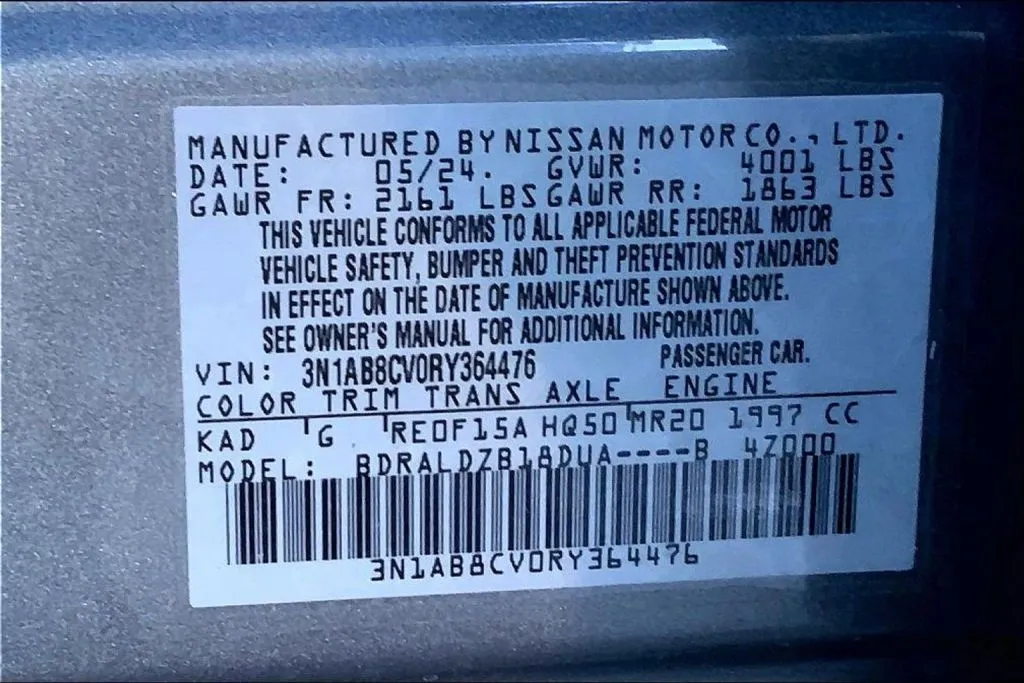 MANUFACTURED BY NISSAN MOTOR CO., LTD.
DATE: 05/24. GVWR: 4001 LBS
GAWR FR: 2161 LBS GAWR RR: 1863 LBS
THIS VEHICLE CONFORMS TO ALL APPLICABLE FEDERAL MOTOR
VEHICLE SAFETY, BUMPER AND THEFT PREVENTION STANDARDS
IN EFFECT ON THE DATE OF MANUFACTURE SHOWN ABOVE.
SEE OWNER'S MANUAL FOR ADDITIONAL INFORMATION.
VIN: 3N1AB8CV0RY364476 PASSENGER CAR.
COLOR TRIM TRANS AXLE ENGINE
KAD G RE0F15A HQ50 MR20 1997 CC
MODEL: BDRALDZB18DUA----B 4Z000
3N1AB8CV0RY364476